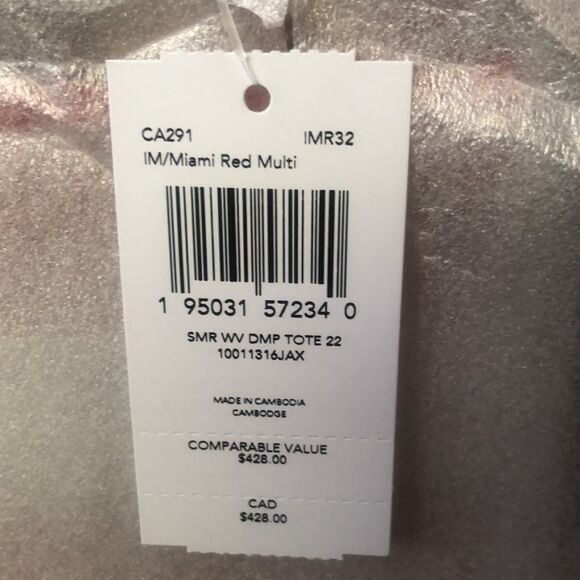 CA291 IMR32
IM/Miami Red Multi
1 95031 57234 0
SMR WV DMP TOTE 22
10011316JAX
MADE IN CAMBODIA
CAMBODGE
COMPARABLE VALUE
$428.00
CAD
$428.00